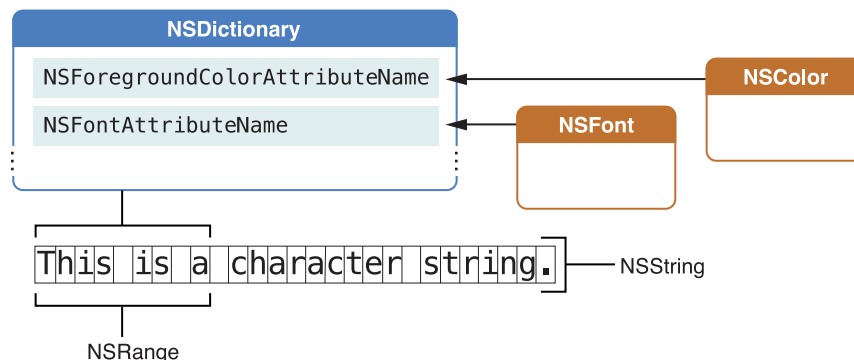 NSDictionary
NSForegroundColorAttributeName
NSColor
NSFontAttributeName
NSFont
This is a character string.
NSString
NSRange